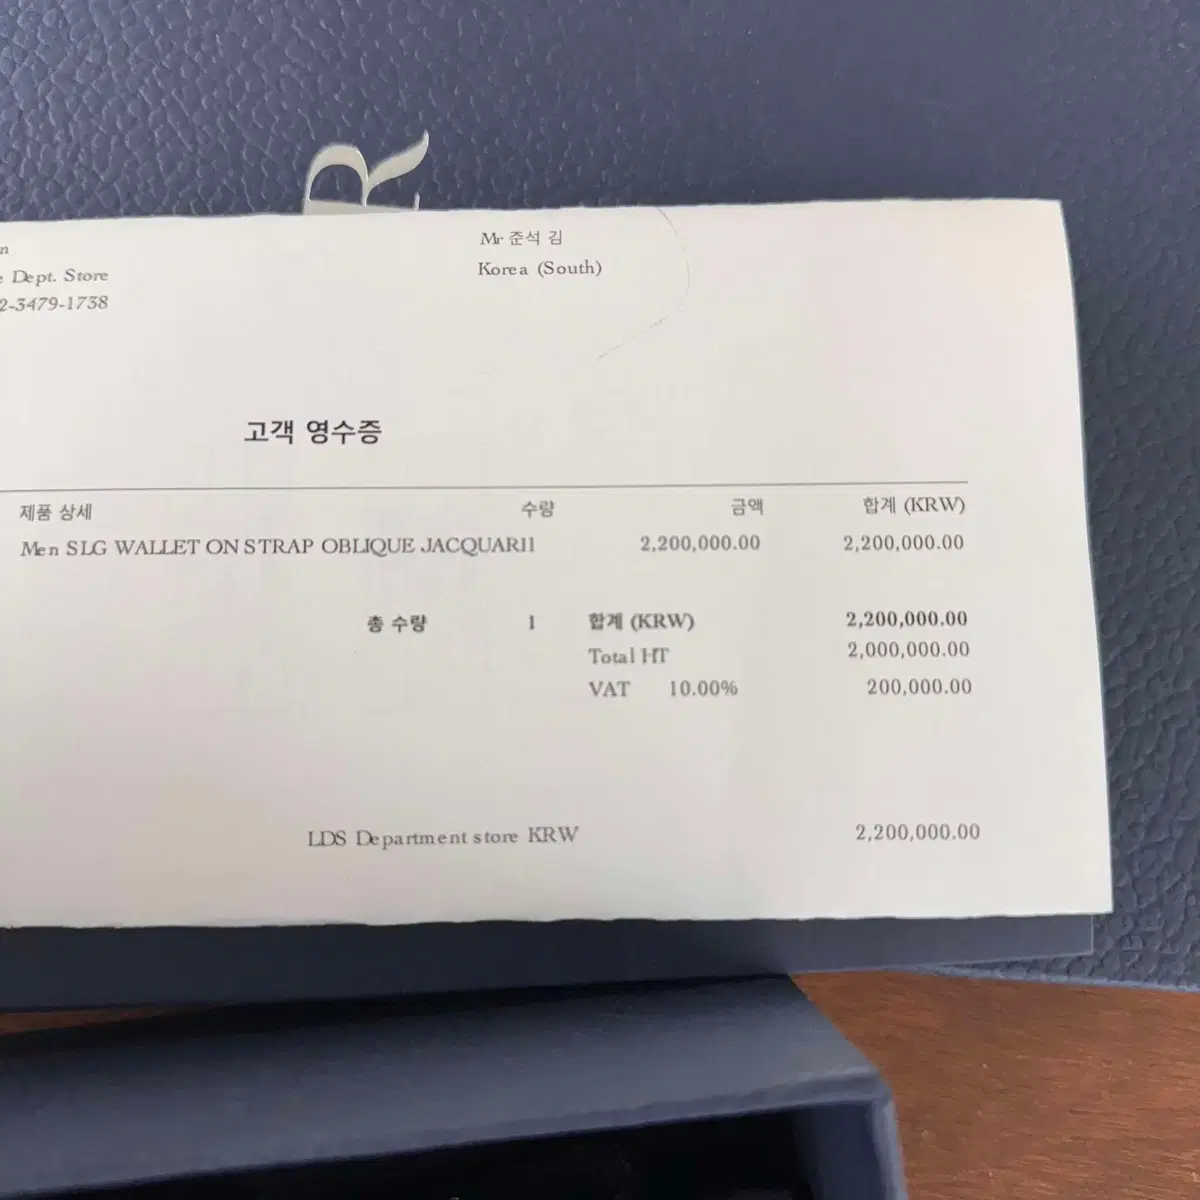 R
Mr 준석 김
Dept. Store
Korea (South)
2-3479-1738
고객 영수증
제품 상세 수량 금액 합계 (KRW)
Men SLG WALLET ON STRAP OBLIQUE JACQUAR11 2,200,000.00 2,200,000.00
총 수량 1 합계 (KRW) 2,200,000.00
Total HT 2,000,000.00
VAT 10.00% 200,000.00
LDS Department store KRW 2,200,000.00